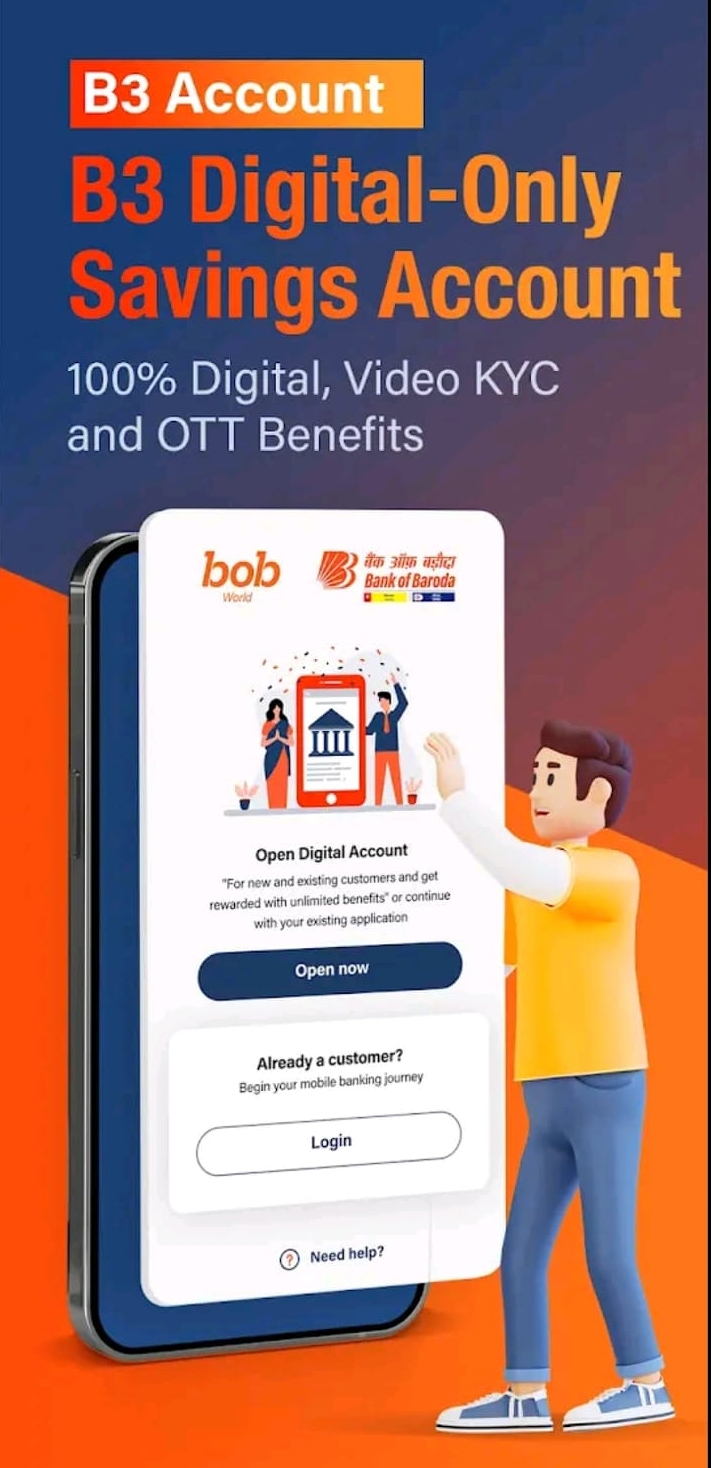 B3 Account
B3 Digital-Only
Savings Account
100% Digital, Video KYC
and OTT Benefits
bob
World
बैंक ऑफ़ बड़ौदा
Bank of Baroda
Open Digital Account
"For new and existing customers and get
rewarded with unlimited benefits" or continue
with your existing application
Open now
Already a customer?
Begin your mobile banking journey
Login
? Need help?